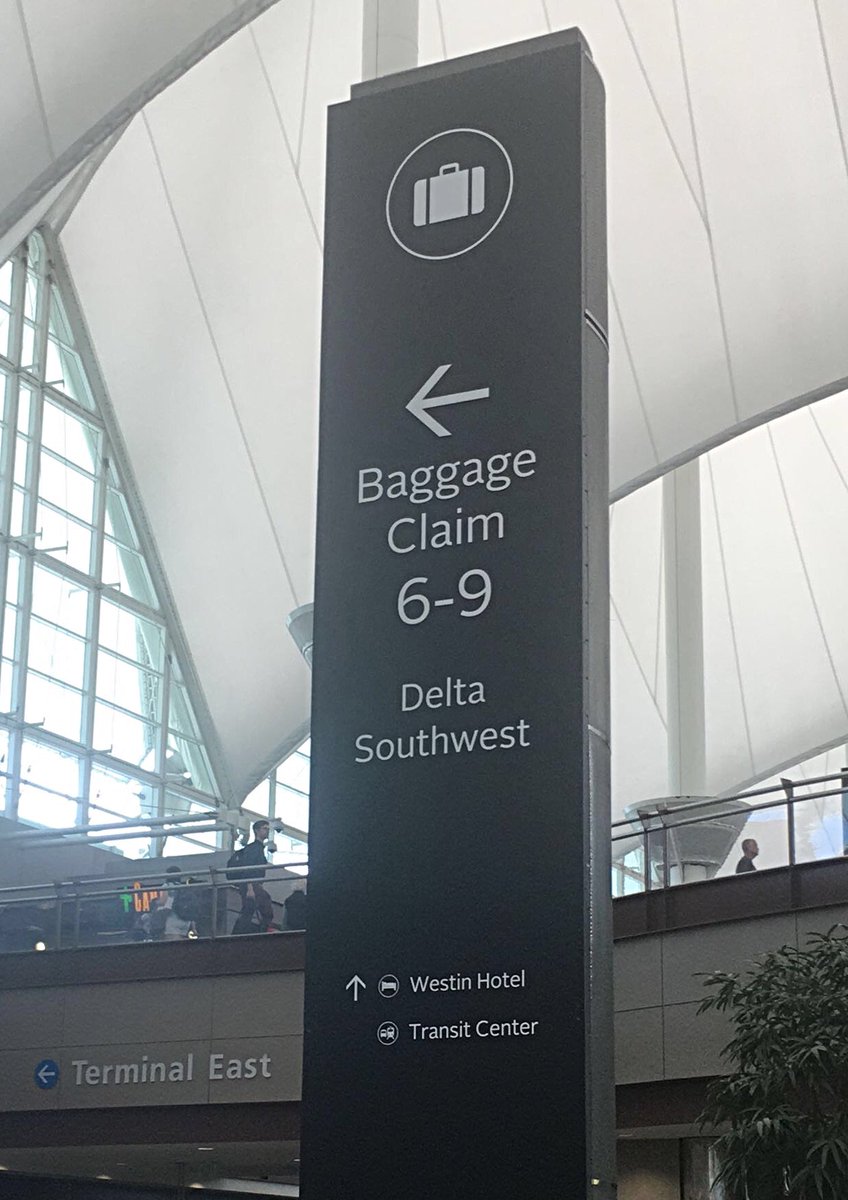 Baggage
Claim
6-9
Delta
Southwest
Westin Hotel
Transit Center
Terminal East